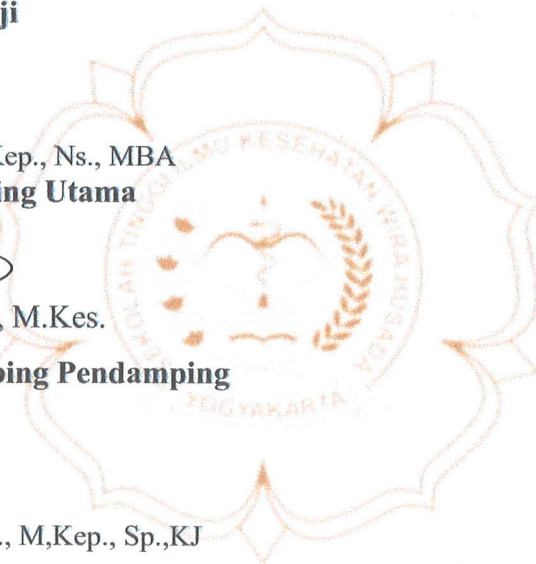 ji
Kep., Ns., MBA
ing Utama
, M.Kes.
bing Pendamping
., M,Kep., Sp.,KJ
SEKOLAH TINGGI ILMU KESEHATAN WIRA HUSADA
YOGYAKARTA